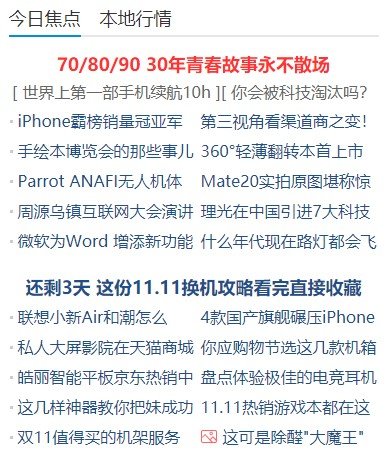 今日焦点 本地行情
70/80/90 30年青春故事永不散场
[ 世界上第一部手机续航10h ][ 你会被科技淘汰吗?
iPhone霸榜销量冠亚军 第三视角看渠道商之变!
手绘本博览会的那些事儿 360°轻薄翻转本首上市
Parrot ANAFI无人机体 Mate20实拍原图堪称惊
周源乌镇互联网大会演讲 理光在中国引进7大科技
微软为Word 增添新功能 什么年代现在路灯都会飞
还剩3天 这份11.11换机攻略看完直接收藏
联想小新Air和潮怎么 4款国产旗舰碾压iPhone
私人大屏影院在天猫商城 你应购物节选这几款机箱
皓丽智能平板京东热销中 盘点体验极佳的电竞耳机
这几样神器教你把妹成功 11.11热销游戏本都在这
双11值得买的机架服务 这可是除醛"大魔王"